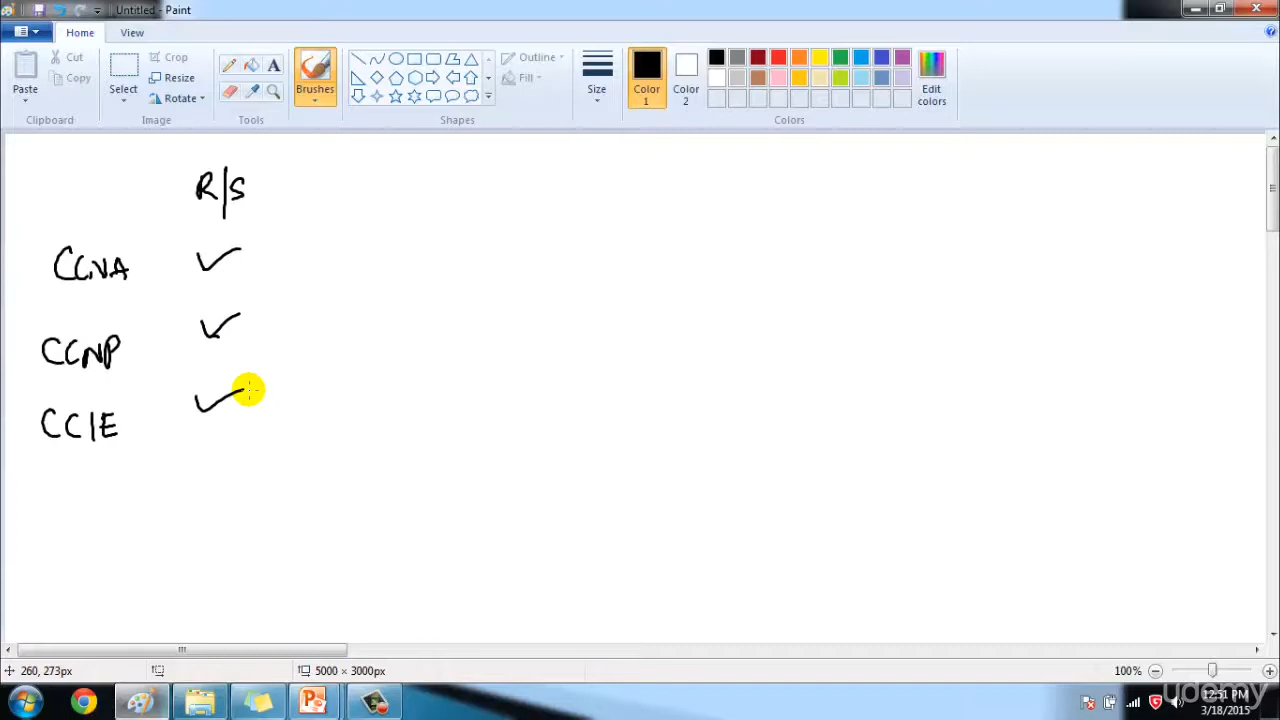 Untitled - Paint
Home View
Paste Cut Copy Clipboard
Select Crop Resize Rotate Image
Tools
Brushes
Shapes Outline Fill
Size
Color 1 Color 2 Edit colors Colors
R/S
CCNA
CCNP
CCIE
260, 273px 5000 × 3000px 100%
12:51 PM
3/18/2015
udemy